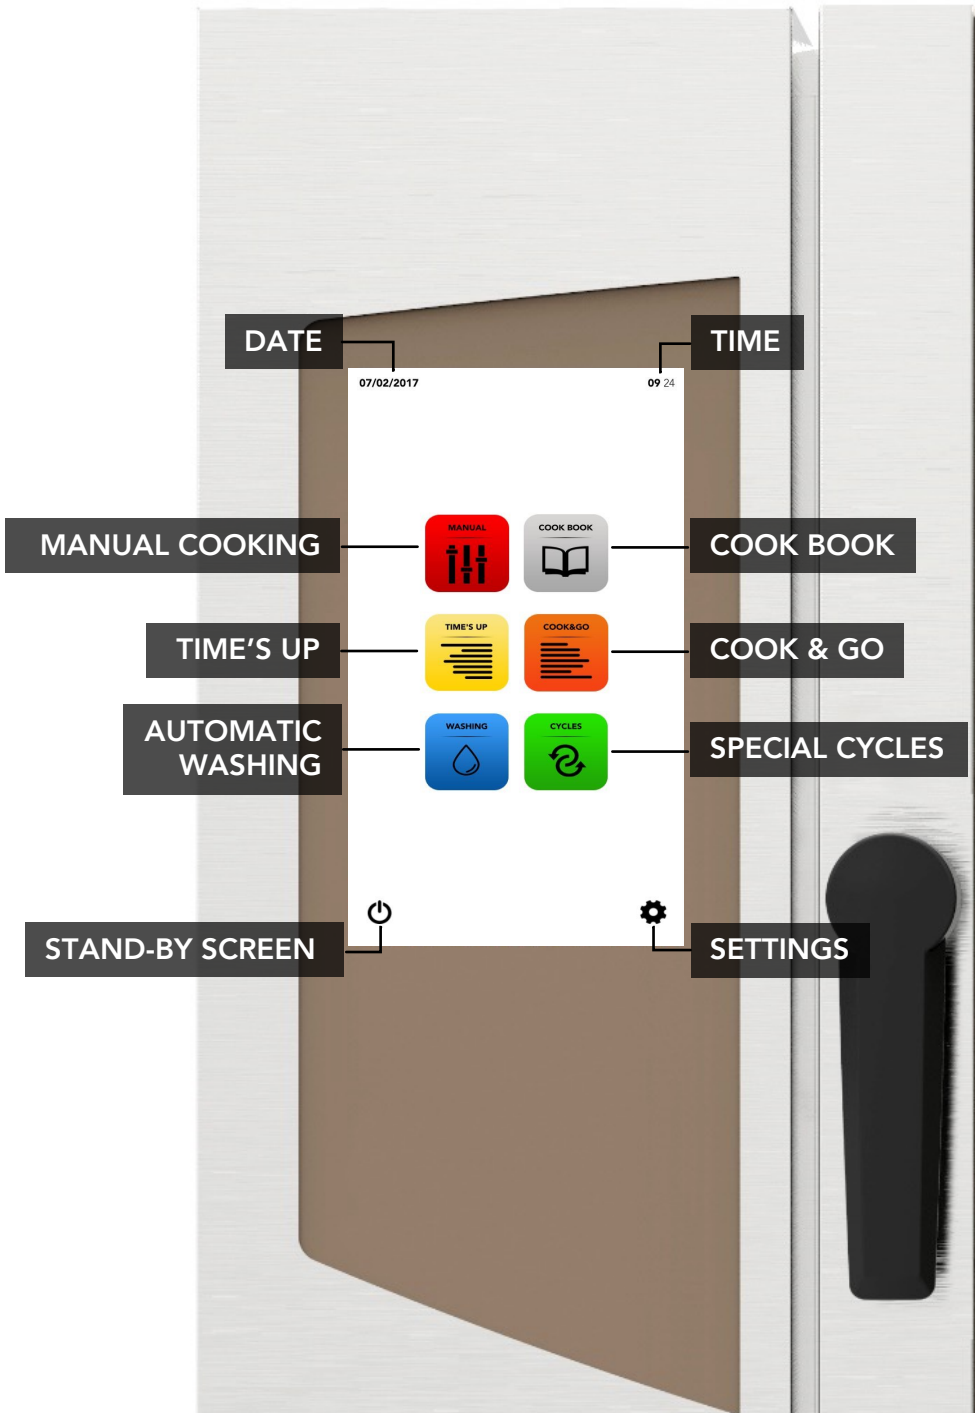 DATE
TIME
07/02/2017
09 24
MANUAL COOKING
MANUAL
COOK BOOK
COOK BOOK
TIME'S UP
TIME'S UP
COOK&GO
COOK & GO
AUTOMATIC
WASHING
WASHING
CYCLES
SPECIAL CYCLES
STAND-BY SCREEN
SETTINGS